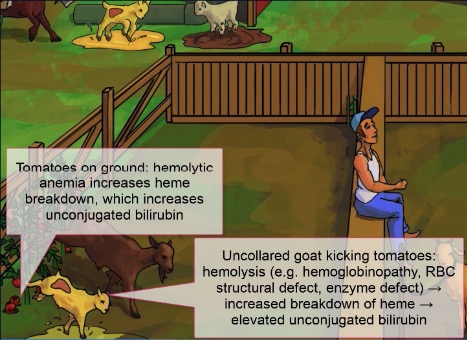 Tomatoes on ground: hemolytic
anemia increases heme
breakdown, which increases
unconjugated bilirubin
Uncollared goat kicking tomatoes:
hemolysis (e.g. hemoglobinopathy, RBC
structural defect, enzyme defect) →
increased breakdown of heme →
elevated unconjugated bilirubin